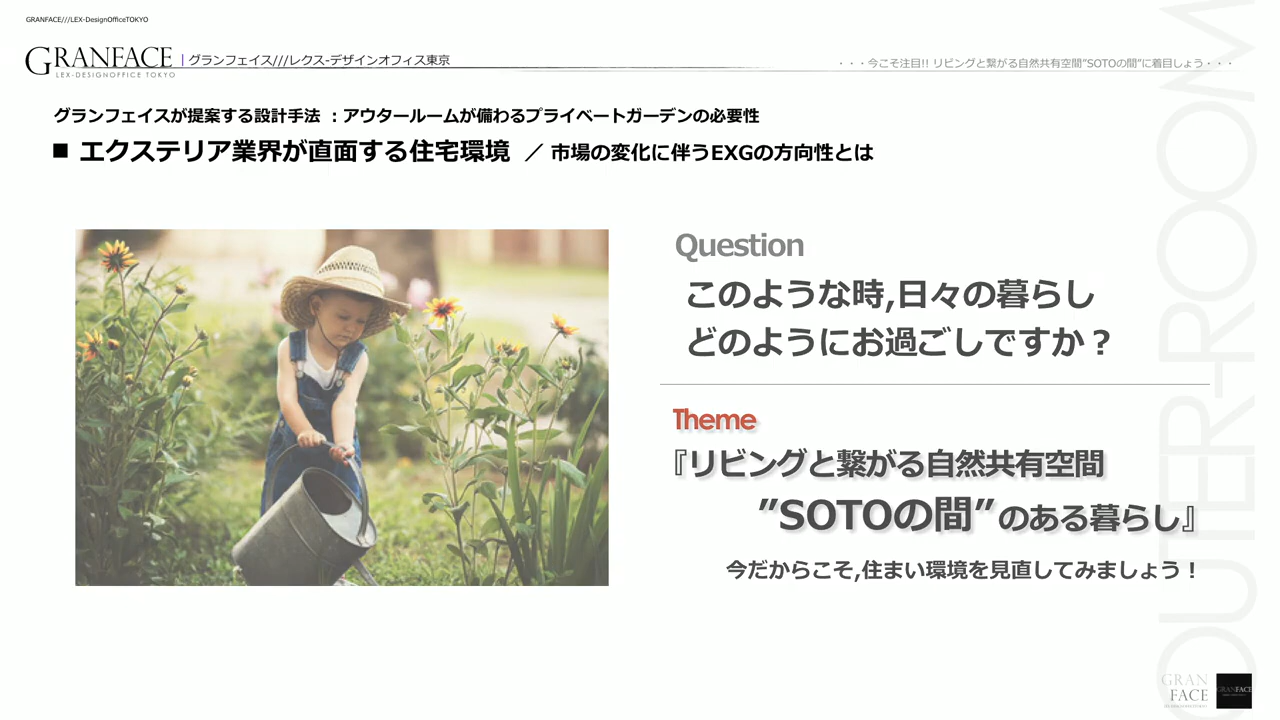 GRANFACE///LEX-DesignOfficeTOKYO
GRANFACE
LEX-DESIGNOFFICE TOKYO
|グランフェイス///レクス-デザインオフィス東京
・・・今こそ注目!! リビングと繋がる自然共有空間”SOTOの間”に着目しよう・・・
グランフェイスが提案する設計手法 ：アウタールームが備わるプライベートガーデンの必要性
■ エクステリア業界が直面する住宅環境 ／ 市場の変化に伴うEXGの方向性とは
Question
このような時,日々の暮らし
どのようにお過ごしですか？
Theme
『リビングと繋がる自然共有空間
”SOTOの間”のある暮らし』
今だからこそ,住まい環境を見直してみましょう！
OUTER-ROOM
GRAN
FACE
GRANFACE